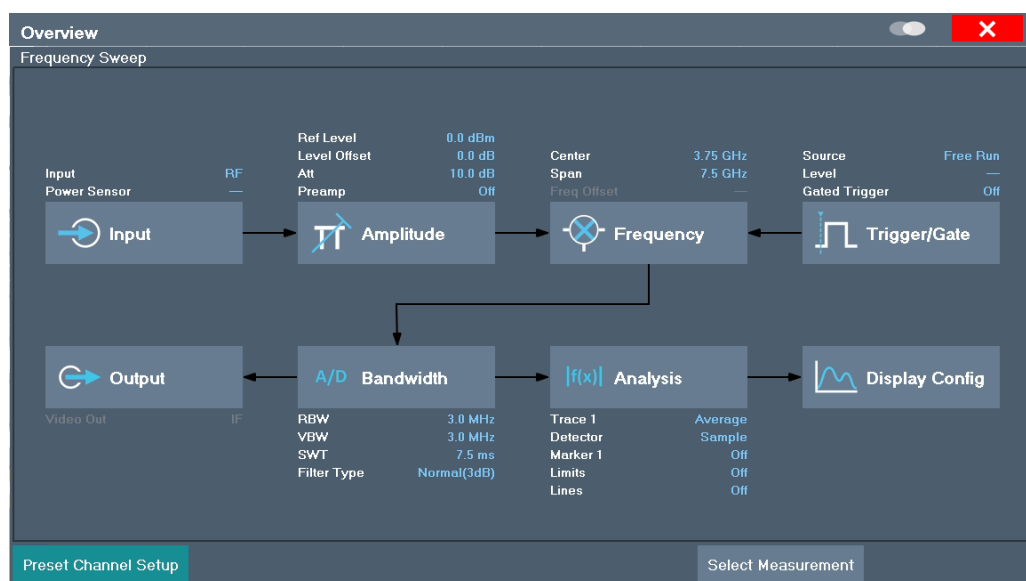 Overview
Frequency Sweep
Ref Level 0.0 dBm
Level Offset 0.0 dB
Att 10.0 dB
Preamp Off
Input RF
Power Sensor —
Center 3.75 GHz
Span 7.5 GHz
Freq Offset —
Source Free Run
Level —
Gated Trigger Off
Input
Amplitude
Frequency
Trigger/Gate
Output
A/D Bandwidth
|f(x)| Analysis
Display Config
Video Out IF
RBW 3.0 MHz
VBW 3.0 MHz
SWT 7.5 ms
Filter Type Normal(3dB)
Trace 1 Average
Detector Sample
Marker 1 Off
Limits Off
Lines Off
Preset Channel Setup
Select Measurement